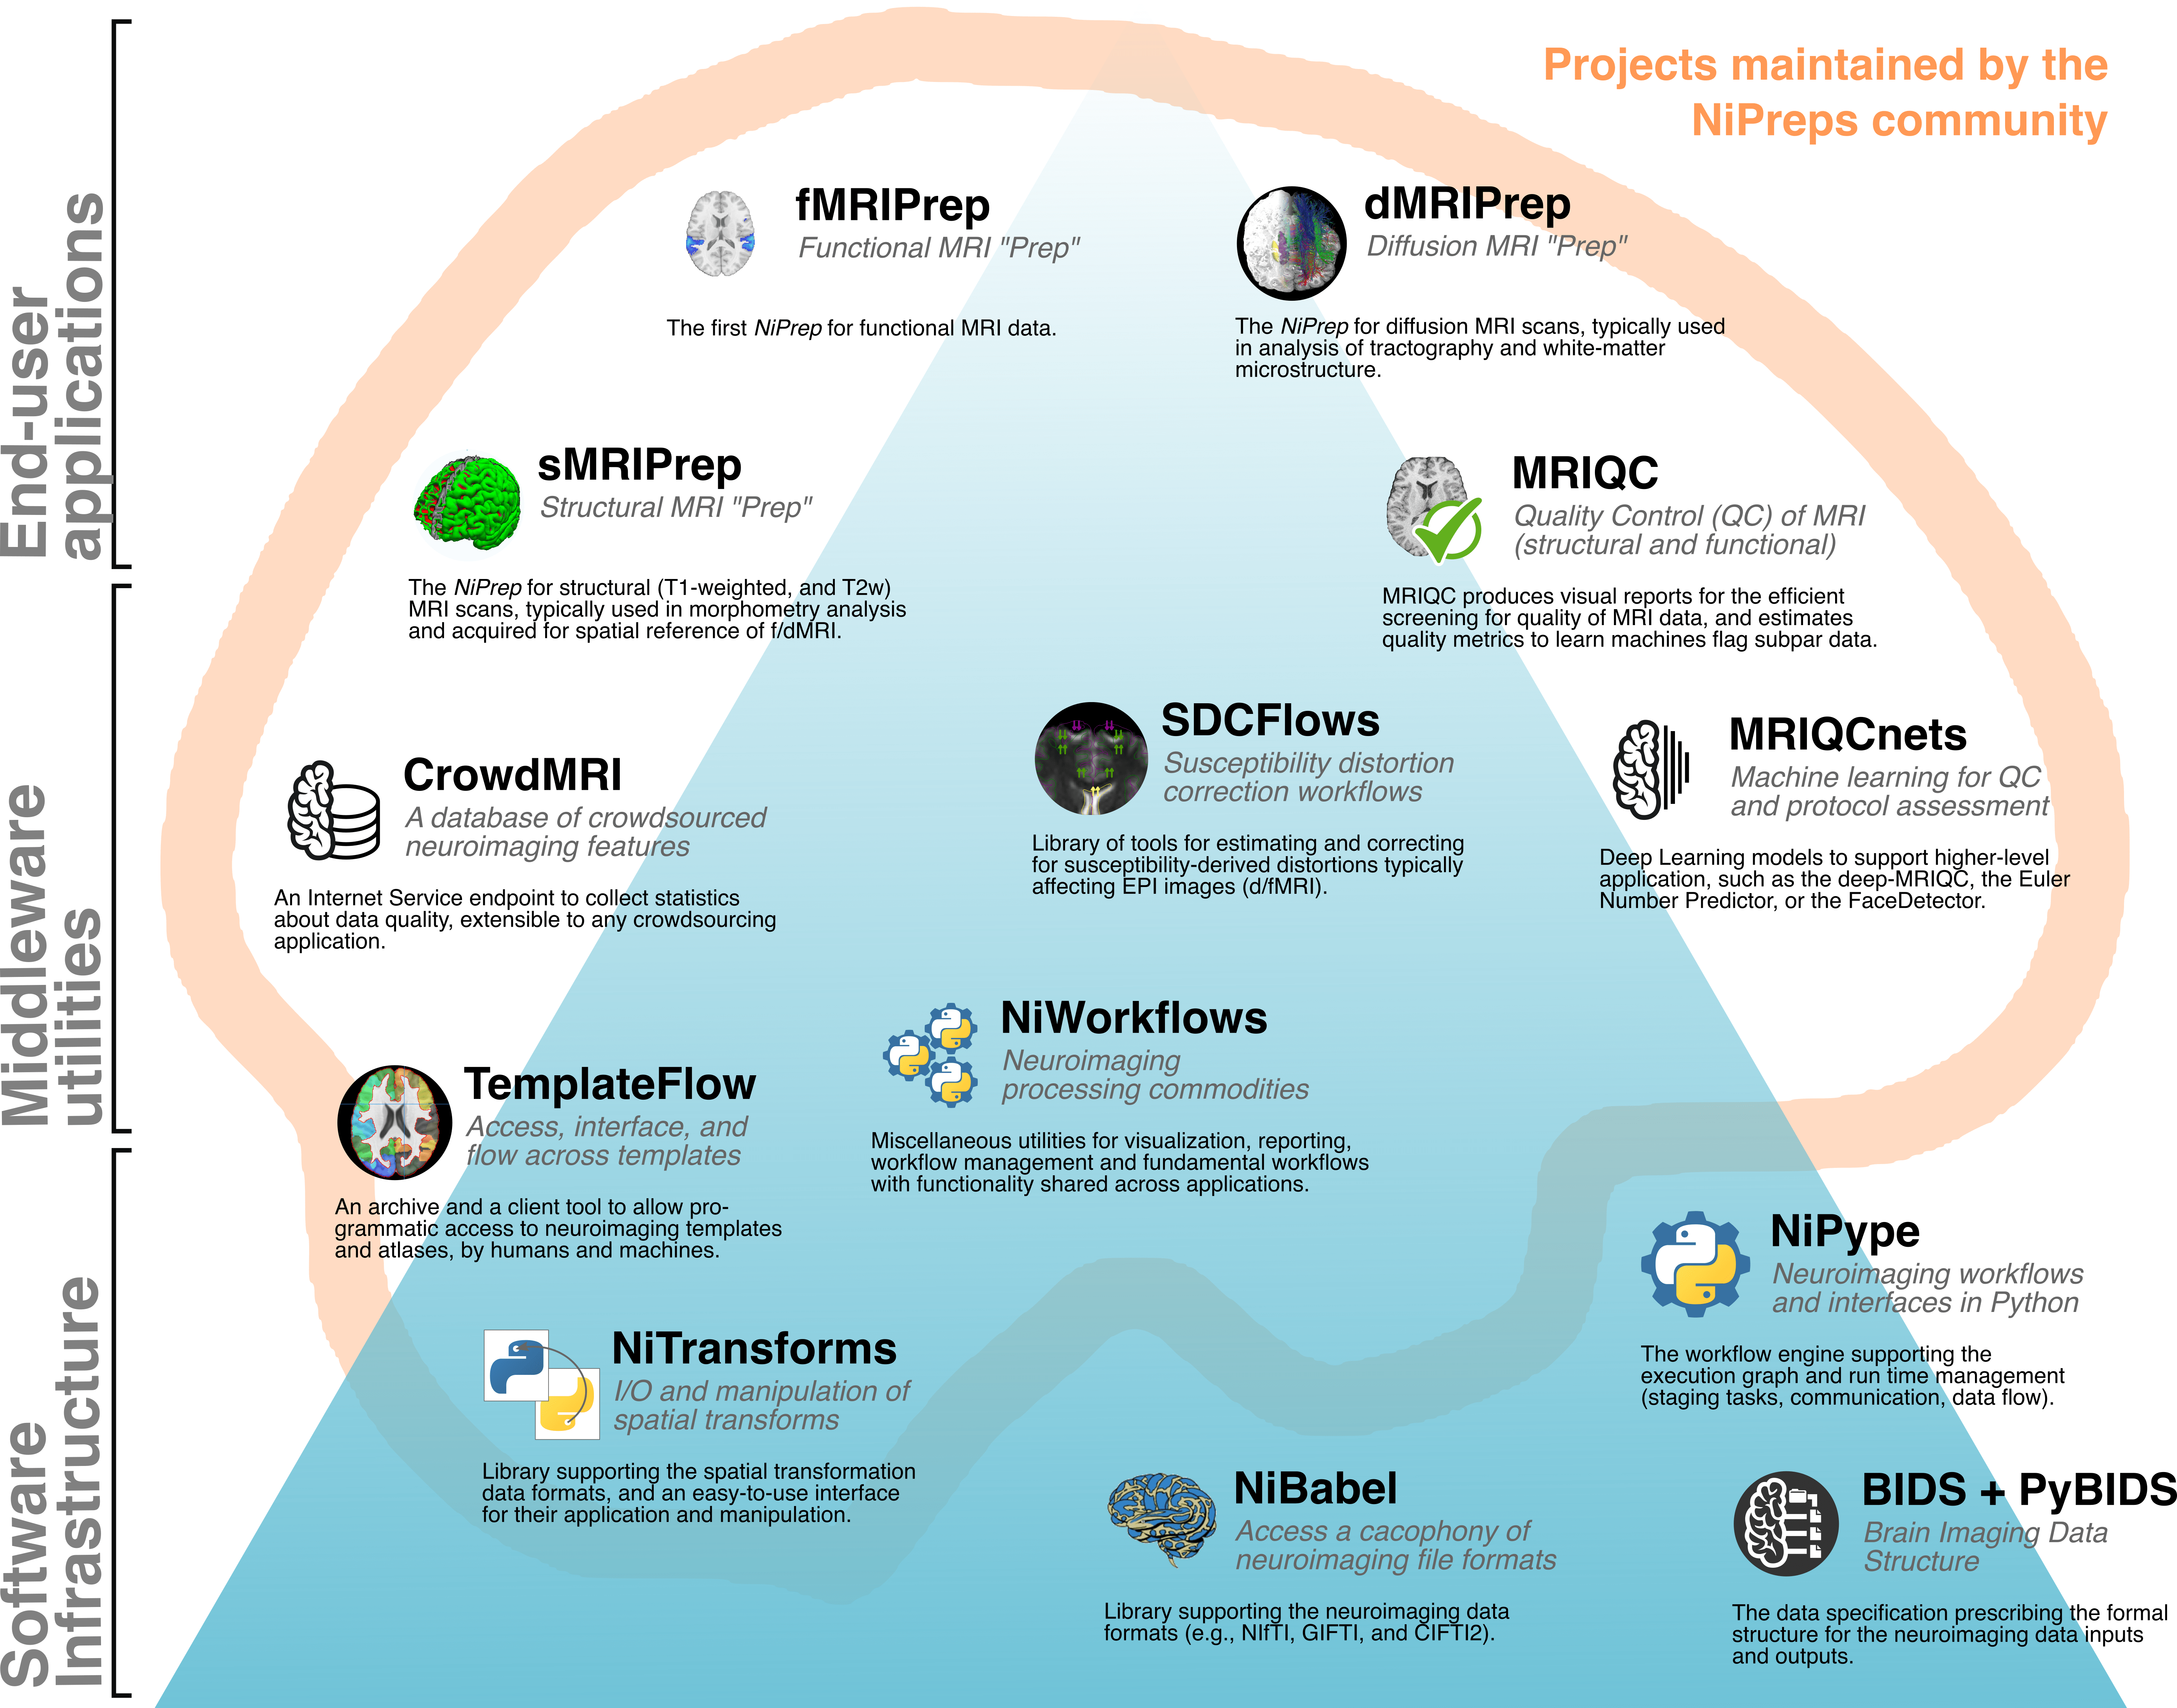 Projects maintained by the
NiPreps community
End-user
applications
fMRIPrep
Functional MRI "Prep"
The first NiPrep for functional MRI data.
dMRIPrep
Diffusion MRI "Prep"
The NiPrep for diffusion MRI scans, typically used
in analysis of tractography and white-matter
microstructure.
sMRIPrep
Structural MRI "Prep"
The NiPrep for structural (T1-weighted, and T2w)
MRI scans, typically used in morphometry analysis
and acquired for spatial reference of f/dMRI.
MRIQC
Quality Control (QC) of MRI
(structural and functional)
MRIQC produces visual reports for the efficient
screening for quality of MRI data, and estimates
quality metrics to learn machines flag subpar data.
Middleware
utilities
CrowdMRI
A database of crowdsourced
neuroimaging features
An Internet Service endpoint to collect statistics
about data quality, extensible to any crowdsourcing
application.
SDCFlows
Susceptibility distortion
correction workflows
Library of tools for estimating and correcting
for susceptibility-derived distortions typically
affecting EPI images (d/fMRI).
MRIQCnets
Machine learning for QC
and protocol assessment
Deep Learning models to support higher-level
application, such as the deep-MRIQC, the Euler
Number Predictor, or the FaceDetector.
TemplateFlow
Access, interface, and
flow across templates
An archive and a client tool to allow pro-
grammatic access to neuroimaging templates
and atlases, by humans and machines.
NiWorkflows
Neuroimaging
processing commodities
Miscellaneous utilities for visualization, reporting,
workflow management and fundamental workflows
with functionality shared across applications.
Software
Infrastructure
NiPype
Neuroimaging workflows
and interfaces in Python
The workflow engine supporting the
execution graph and run time management
(staging tasks, communication, data flow).
NiTransforms
I/O and manipulation of
spatial transforms
Library supporting the spatial transformation
data formats, and an easy-to-use interface
for their application and manipulation.
NiBabel
Access a cacophony of
neuroimaging file formats
Library supporting the neuroimaging data
formats (e.g., NIfTI, GIFTI, and CIFTI2).
BIDS + PyBIDS
Brain Imaging Data
Structure
The data specification prescribing the formal
structure for the neuroimaging data inputs
and outputs.